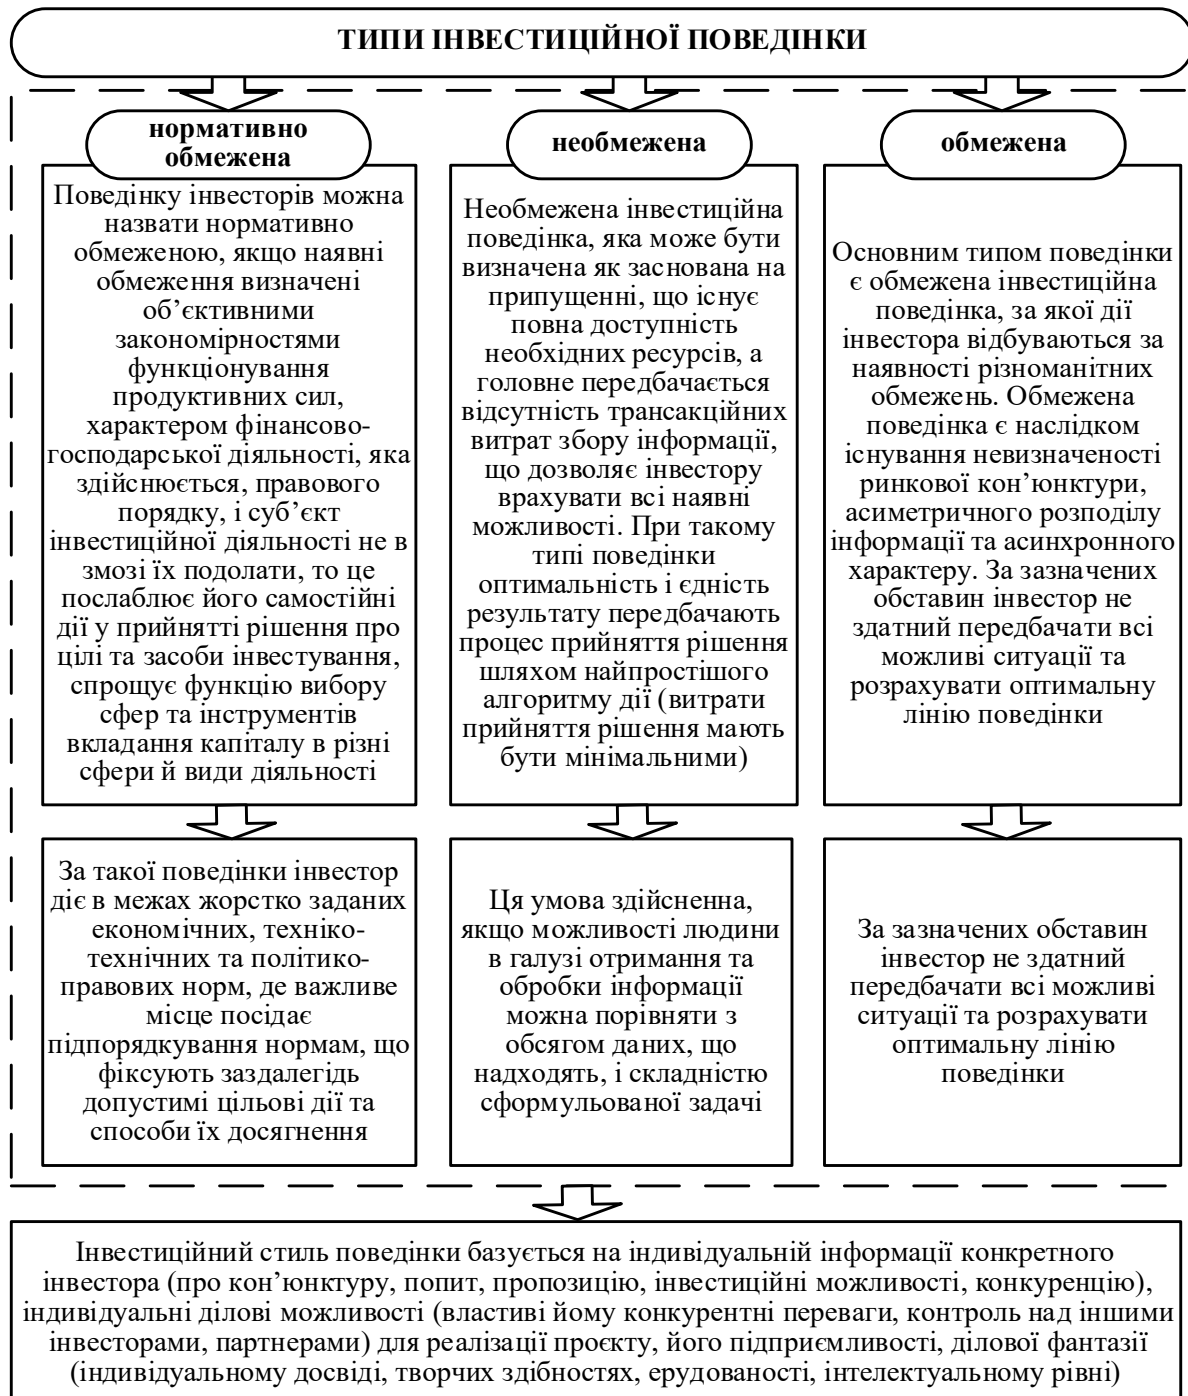 ТИПИ ІНВЕСТИЦІЙНОЇ ПОВЕДІНКИ
нормативно
обмежена
Поведінку інвесторів можна
назвати нормативно
обмеженою, якщо наявні
обмеження визначені
об’єктивними
закономірностями
функціонування
продуктивних сил,
характером фінансово-
господарської діяльності, яка
здійснюється, правового
порядку, і суб’єкт
інвестиційної діяльності не в
змозі їх подолати, то це
послаблює його самостійні
дії у прийнятті рішення про
цілі та засоби інвестування,
спрощує функцію вибору
сфер та інструментів
вкладання капіталу в різні
сфери й види діяльності
За такої поведінки інвестор
діє в межах жорстко заданих
економічних, техніко-
технічних та політико-
правових норм, де важливе
місце посідає
підпорядкування нормам, що
фіксують заздалегідь
допустимі цільові дії та
способи їх досягнення
необмежена
Необмежена інвестиційна
поведінка, яка може бути
визначена як заснована на
припущенні, що існує
повна доступність
необхідних ресурсів, а
головне передбачається
відсутність трансакційних
витрат збору інформації,
що дозволяє інвестору
врахувати всі наявні
можливості. При такому
типі поведінки
оптимальність і єдність
результату передбачають
процес прийняття рішення
шляхом найпростішого
алгоритму дії (витрати
прийняття рішення мають
бути мінімальними)
Ця умова здійсненна,
якщо можливості людини
в галузі отримання та
обробки інформації
можна порівняти з
обсягом даних, що
надходять, і складністю
сформульованої задачі
обмежена
Основним типом поведінки
є обмежена інвестиційна
поведінка, за якої дії
інвестора відбуваються за
наявності різноманітних
обмежень. Обмежена
поведінка є наслідком
існування невизначеності
ринкової кон’юнктури,
асиметричного розподілу
інформації та асинхронного
характеру. За зазначених
обставин інвестор не
здатний передбачати всі
можливі ситуації та
розрахувати оптимальну
лінію поведінки
За зазначених обставин
інвестор не здатний
передбачати всі можливі
ситуації та розрахувати
оптимальну лінію
поведінки
Інвестиційний стиль поведінки базується на індивідуальній інформації конкретного
інвестора (про кон’юнктуру, попит, пропозицію, інвестиційні можливості, конкуренцію),
індивідуальні ділові можливості (властиві йому конкурентні переваги, контроль над іншими
інвесторами, партнерами) для реалізації проєкту, його підприємливості, ділової фантазії
(індивідуальному досвіді, творчих здібностях, ерудованості, інтелектуальному рівні)